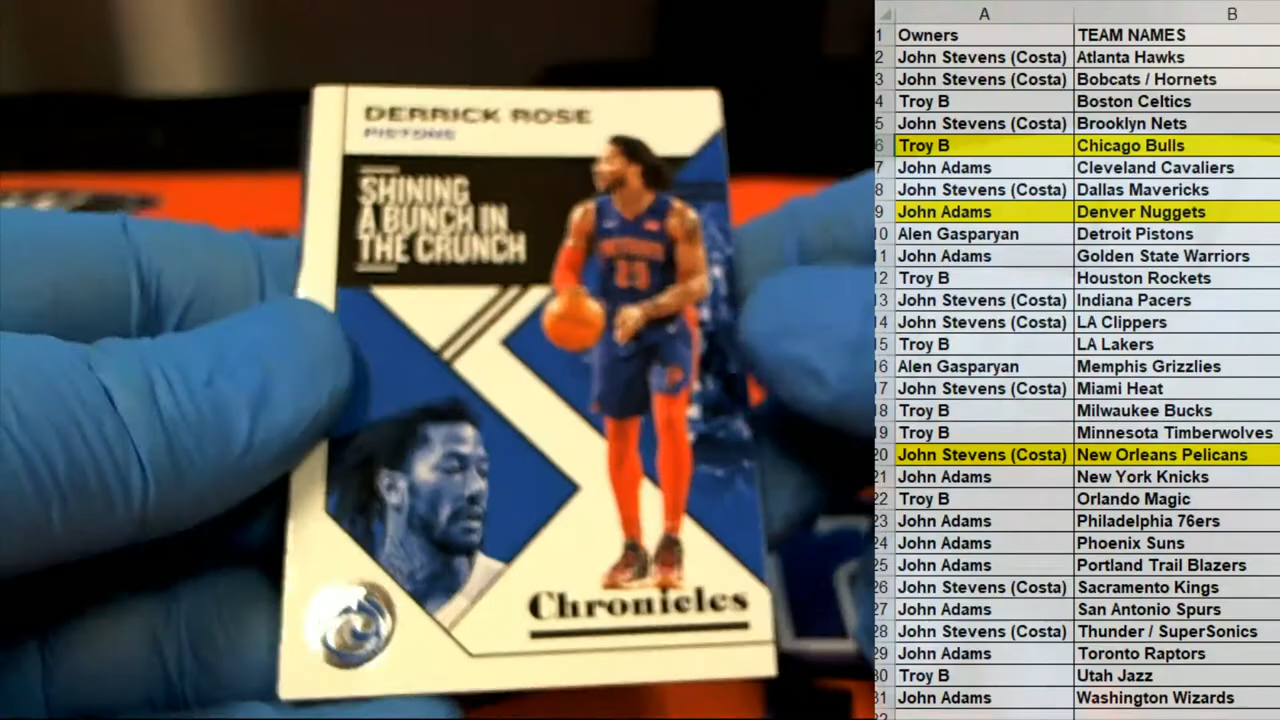 DERRICK ROSE
PISTONS
SHINING
A BUNCH IN
THE CRUNCH
Chronicles
A B
1 Owners TEAM NAMES
2 John Stevens (Costa) Atlanta Hawks
3 John Stevens (Costa) Bobcats / Hornets
4 Troy B Boston Celtics
5 John Stevens (Costa) Brooklyn Nets
6 Troy B Chicago Bulls
7 John Adams Cleveland Cavaliers
8 John Stevens (Costa) Dallas Mavericks
9 John Adams Denver Nuggets
10 Alen Gasparyan Detroit Pistons
11 John Adams Golden State Warriors
12 Troy B Houston Rockets
13 John Stevens (Costa) Indiana Pacers
14 John Stevens (Costa) LA Clippers
15 Troy B LA Lakers
16 Alen Gasparyan Memphis Grizzlies
17 John Stevens (Costa) Miami Heat
18 Troy B Milwaukee Bucks
19 Troy B Minnesota Timberwolves
20 John Stevens (Costa) New Orleans Pelicans
21 John Adams New York Knicks
22 Troy B Orlando Magic
23 John Adams Philadelphia 76ers
24 John Adams Phoenix Suns
25 John Adams Portland Trail Blazers
26 John Stevens (Costa) Sacramento Kings
27 John Adams San Antonio Spurs
28 John Stevens (Costa) Thunder / SuperSonics
29 John Adams Toronto Raptors
30 Troy B Utah Jazz
31 John Adams Washington Wizards